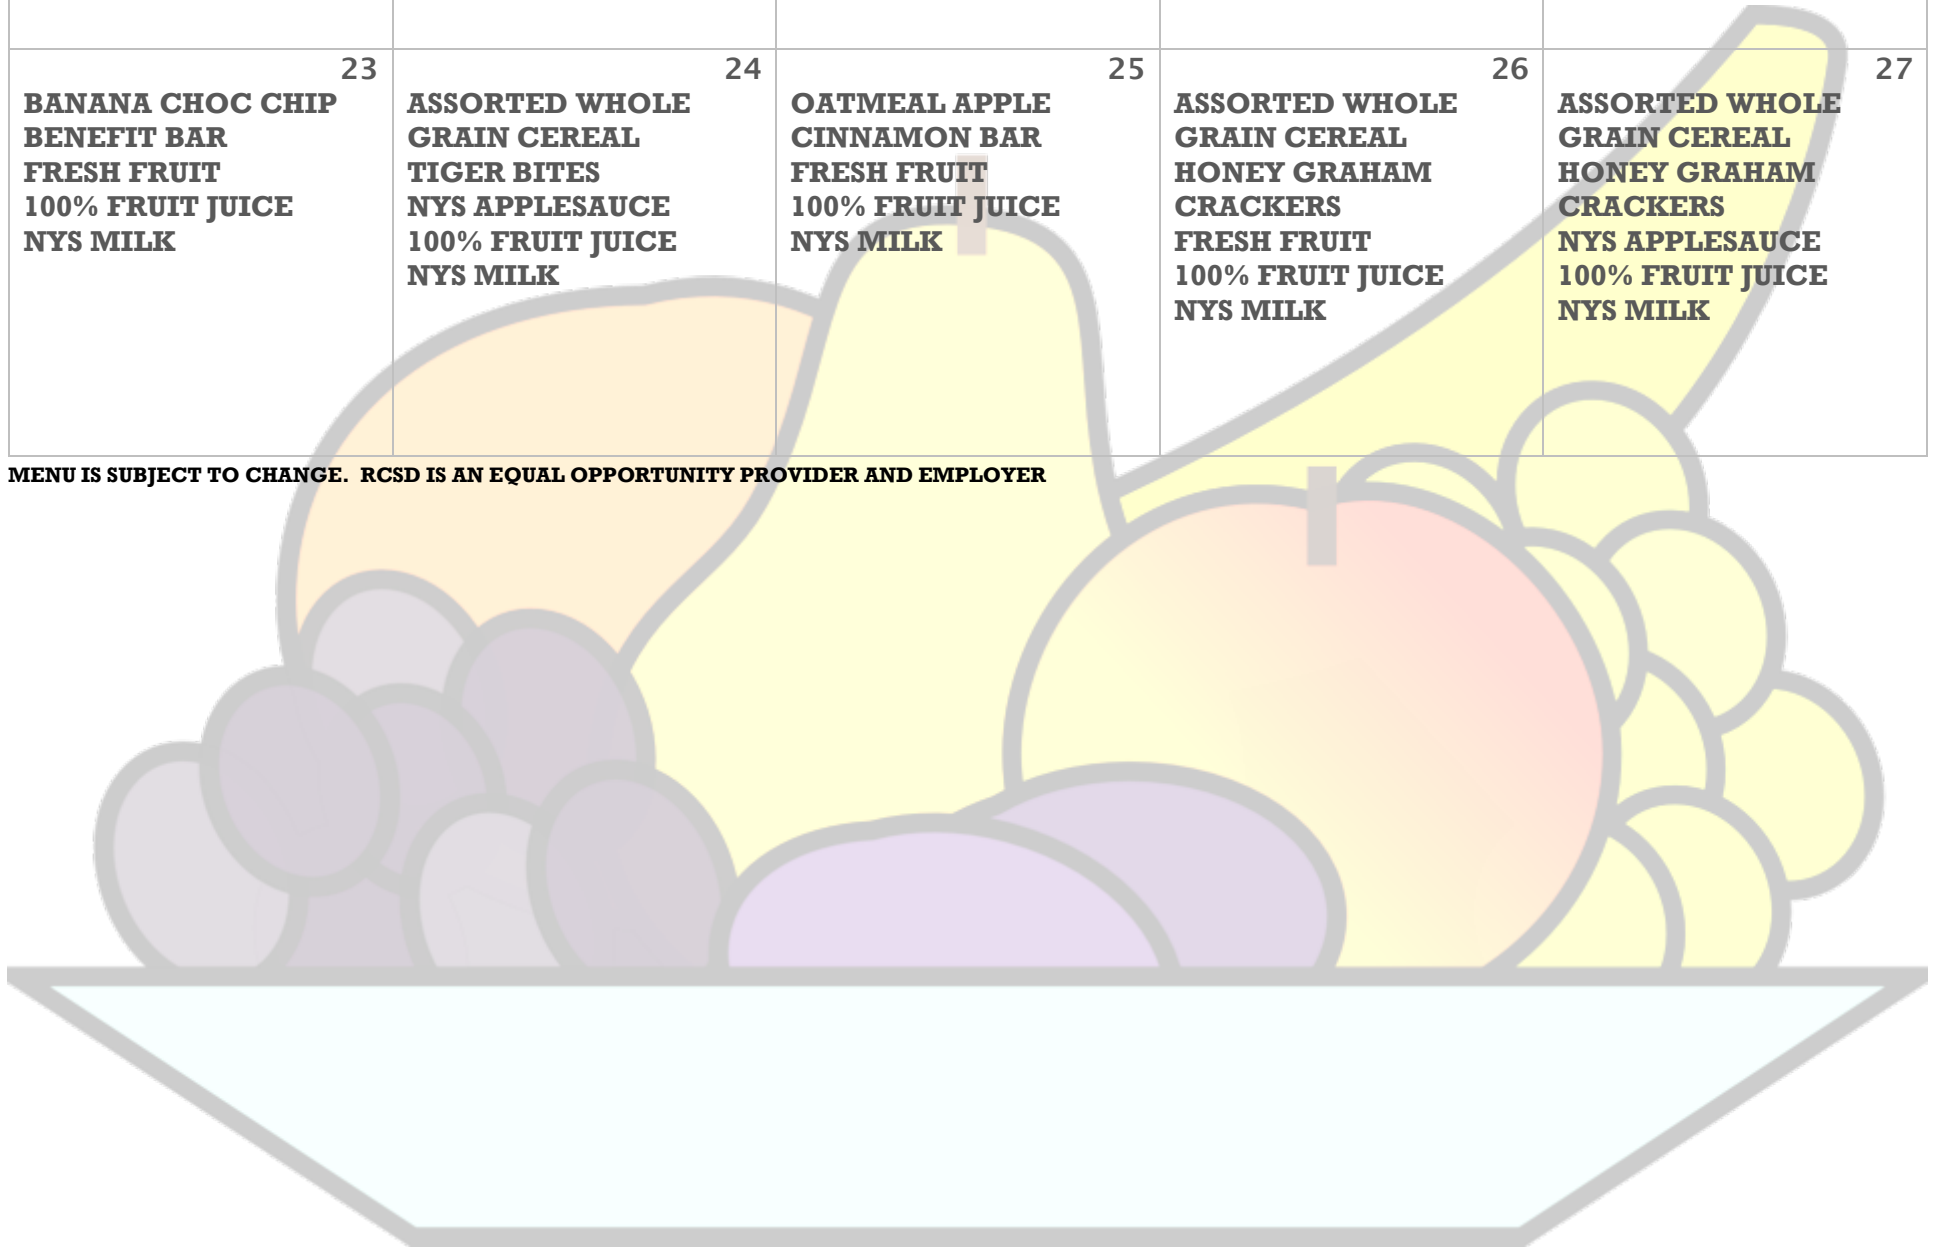 23
BANANA CHOC CHIP
BENEFIT BAR
FRESH FRUIT
100% FRUIT JUICE
NYS MILK
24
ASSORTED WHOLE
GRAIN CEREAL
TIGER BITES
NYS APPLESAUCE
100% FRUIT JUICE
NYS MILK
25
OATMEAL APPLE
CINNAMON BAR
FRESH FRUIT
100% FRUIT JUICE
NYS MILK
26
ASSORTED WHOLE
GRAIN CEREAL
HONEY GRAHAM
CRACKERS
FRESH FRUIT
100% FRUIT JUICE
NYS MILK
27
ASSORTED WHOLE
GRAIN CEREAL
HONEY GRAHAM
CRACKERS
NYS APPLESAUCE
100% FRUIT JUICE
NYS MILK
MENU IS SUBJECT TO CHANGE.  RCSD IS AN EQUAL OPPORTUNITY PROVIDER AND EMPLOYER